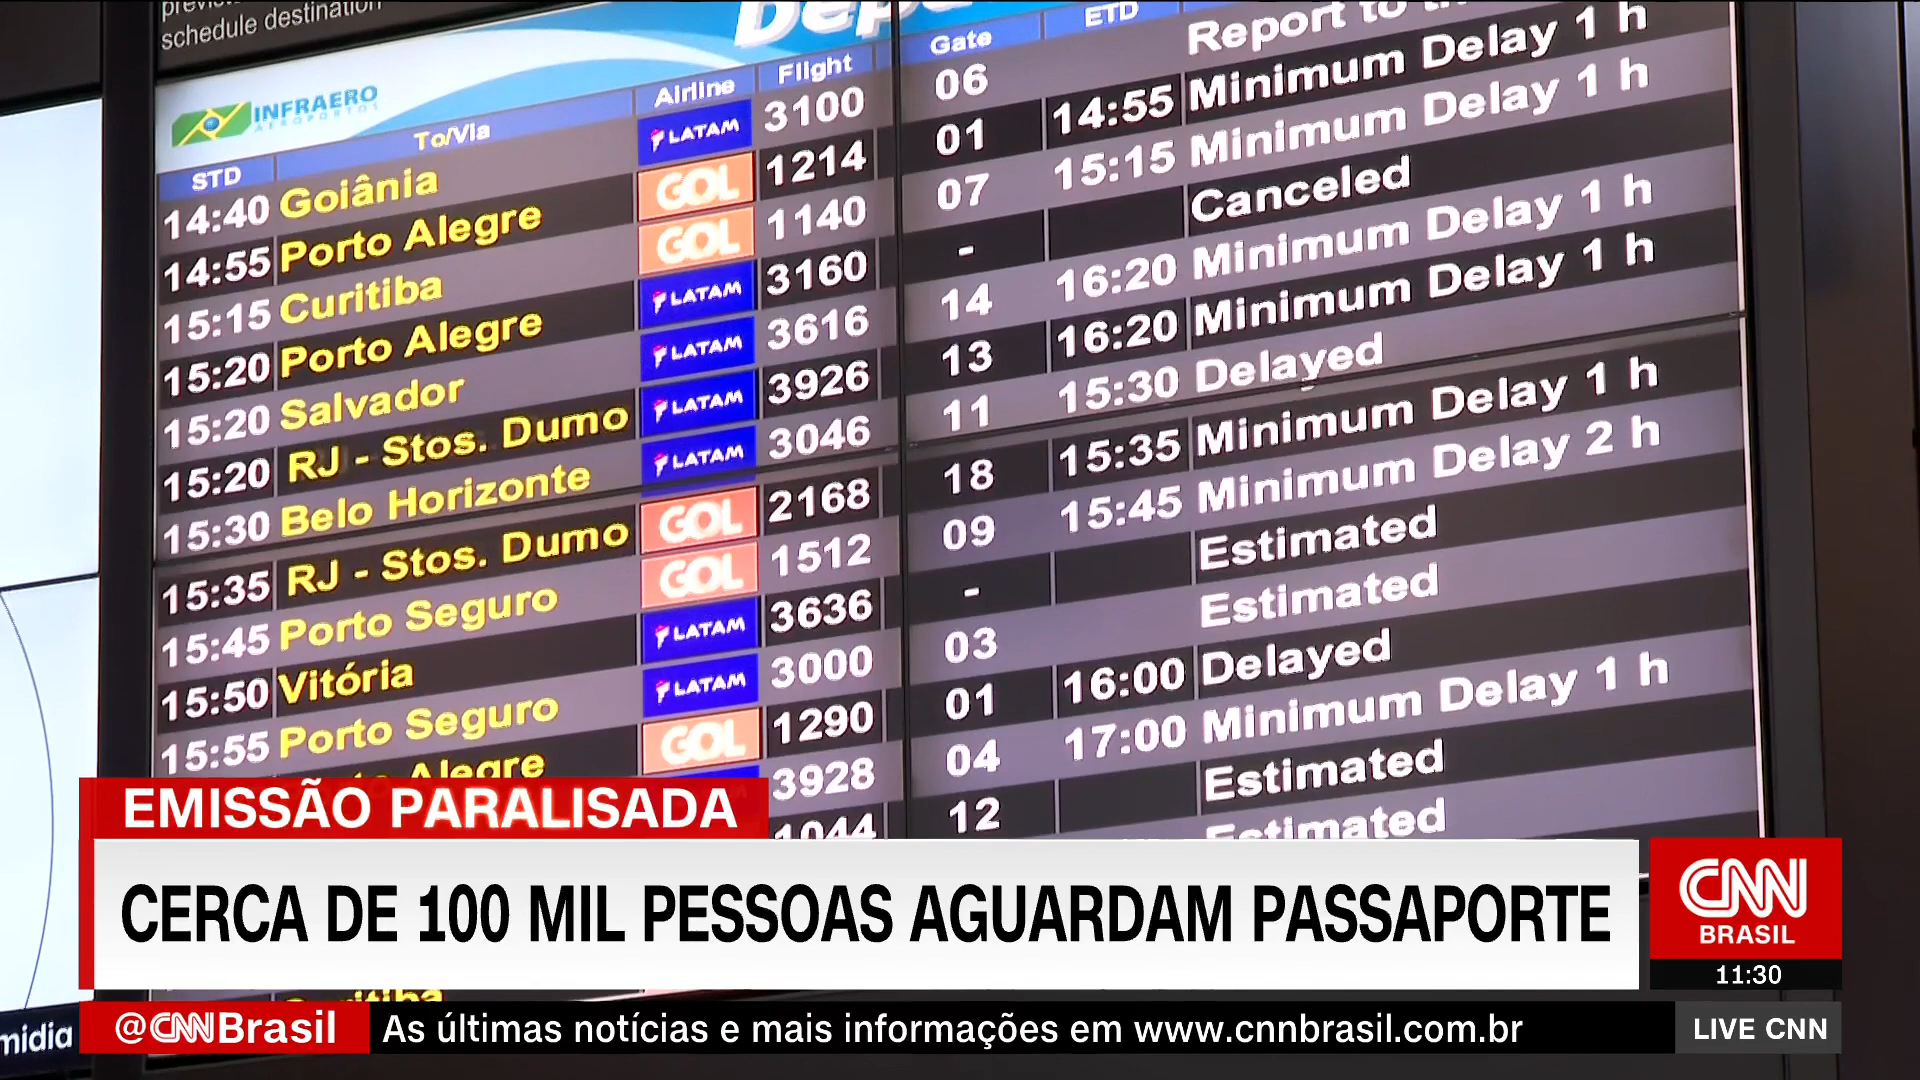 schedule destination
INFRAERO
AEROPORTOS
STD To/Via Airline Flight Gate ETD
14:40 Goiânia LATAM 3100 06 Report to
14:55 Porto Alegre GOL 1214 01 14:55 Minimum Delay 1 h
15:15 Curitiba GOL 1140 07 15:15 Minimum Delay 1 h
15:20 Porto Alegre LATAM 3160 - Canceled
15:20 Salvador LATAM 3616 14 16:20 Minimum Delay 1 h
15:20 RJ - Stos. Dumo LATAM 3926 13 16:20 Minimum Delay 1 h
15:30 Belo Horizonte LATAM 3046 11 15:30 Delayed
15:35 RJ - Stos. Dumo GOL 2168 18 15:35 Minimum Delay 1 h
15:45 Porto Seguro GOL 1512 09 15:45 Minimum Delay 2 h
15:50 Vitória LATAM 3636 - Estimated
15:55 Porto Seguro LATAM 3000 03 Estimated
Alegre GOL 1290 01 16:00 Delayed
3928 04 17:00 Minimum Delay 1 h
1044 12 Estimated
Estimated
Curitiba
EMISSÃO PARALISADA
CERCA DE 100 MIL PESSOAS AGUARDAM PASSAPORTE
CNN
BRASIL
11:30
midia
@CNNBrasil As últimas notícias e mais informações em www.cnnbrasil.com.br LIVE CNN